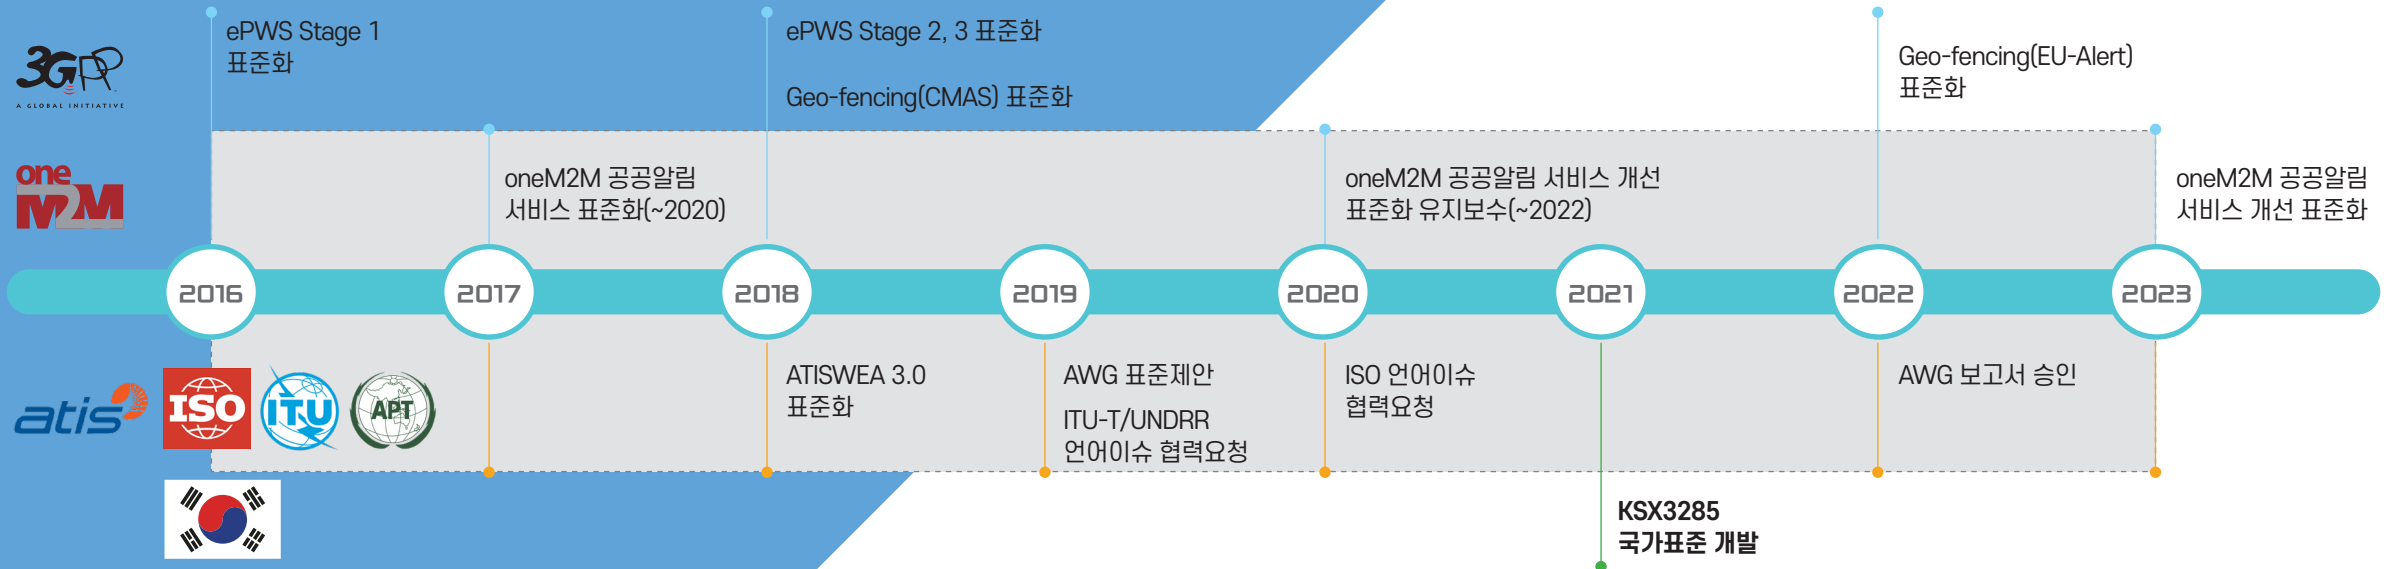 ePWS Stage 1
표준화
ePWS Stage 2, 3 표준화
Geo-fencing(CMAS) 표준화
Geo-fencing(EU-Alert)
표준화
3GPP
A GLOBAL INITIATIVE
one
M2M
oneM2M 공공알림
서비스 표준화(~2020)
oneM2M 공공알림 서비스 개선
표준화 유지보수(~2022)
oneM2M 공공알림
서비스 개선 표준화
2016
2017
2018
2019
2020
2021
2022
2023
atis
ISO
ITU
APT
ATISWEA 3.0
표준화
AWG 표준제안
ITU-T/UNDRR
언어이슈 협력요청
ISO 언어이슈
협력요청
AWG 보고서 승인
KSX3285
국가표준 개발